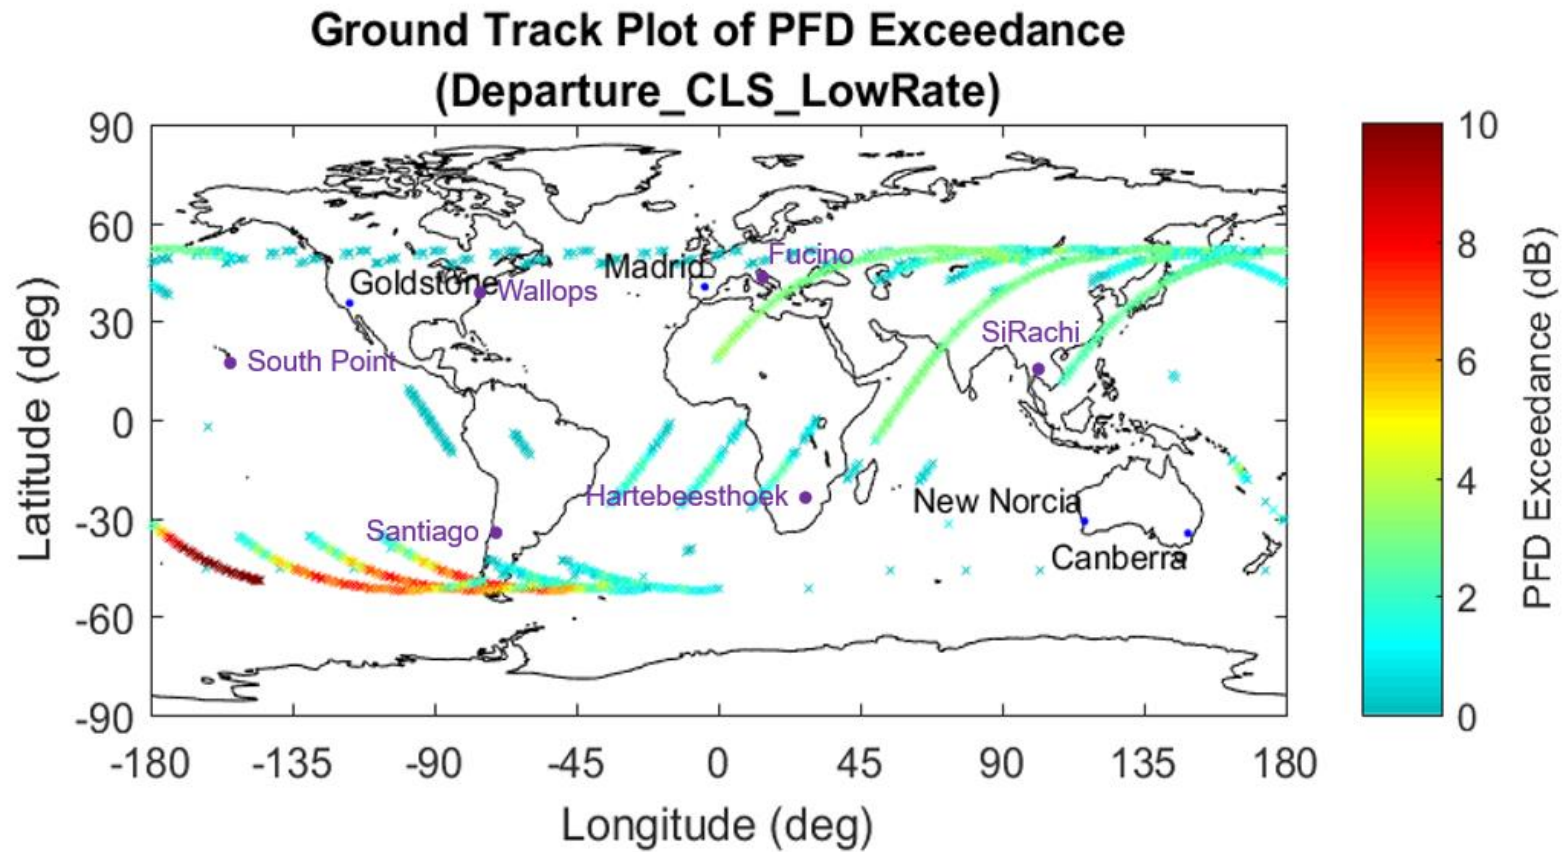 Ground Track Plot of PFD Exceedance
(Departure_CLS_LowRate)
90
60
30
0
-30
-60
-90
Latitude (deg)
Fucino
Madrid
Goldstone
Wallops
SiRachi
South Point
Hartebeesthoek
New Norcia
Santiago
Canberra
-180
-135
-90
-45
0
45
90
135
180
Longitude (deg)
10
8
6
4
2
0
PFD Exceedance (dB)